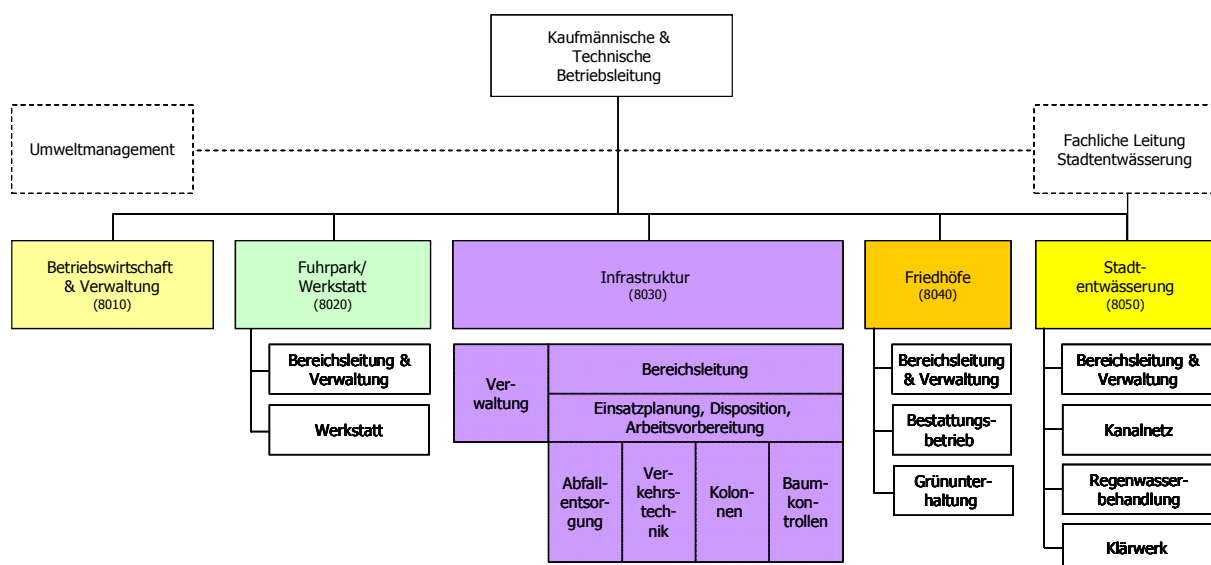 Kaufmännische &
Technische
Betriebsleitung
Umweltmanagement
Fachliche Leitung
Stadtentwässerung
Betriebswirtschaft
& Verwaltung
(8010)
Fuhrpark/
Werkstatt
(8020)
Infrastruktur
(8030)
Friedhöfe
(8040)
Stadt-
entwässerung
(8050)
Bereichsleitung &
Verwaltung
Werkstatt
Ver-
waltung
Bereichsleitung
Einsatzplanung, Disposition,
Arbeitsvorbereitung
Abfall-
entsor-
gung
Ver-
kehrs-
tech-
nik
Kolon-
nen
Baum-
kon-
trollen
Bereichsleitung
& Verwaltung
Bestattungs-
betrieb
Grünunter-
haltung
Bereichsleitung &
Verwaltung
Kanalnetz
Regenwasser-
behandlung
Klärwerk